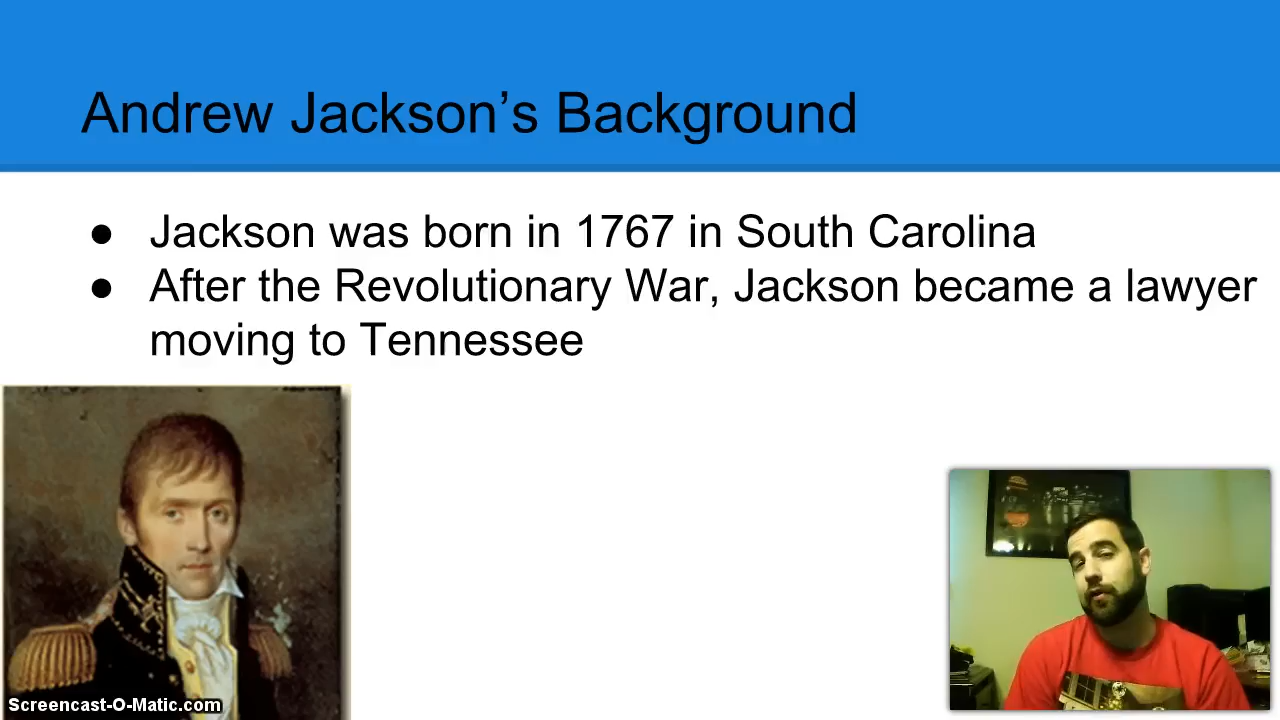 Andrew Jackson’s Background
● Jackson was born in 1767 in South Carolina
● After the Revolutionary War, Jackson became a lawyer
moving to Tennessee
Screencast-O-Matic.com